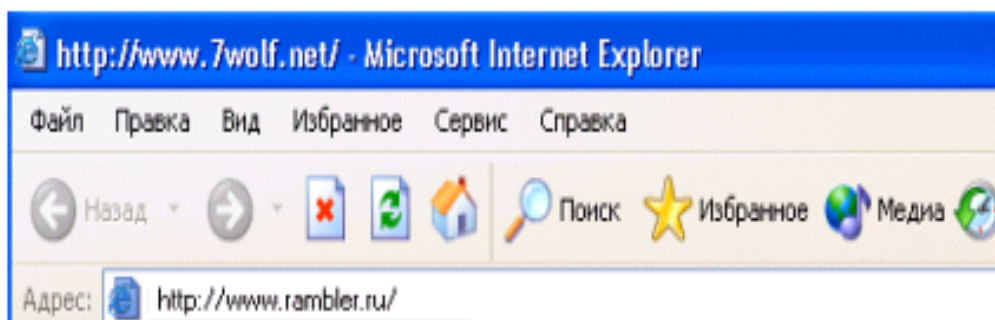 http://www.7wolf.net/ - Microsoft Internet Explorer
Файл Правка Вид Избранное Сервис Справка
Назад Поиск Избранное Медиа
Адрес: http://www.rambler.ru/